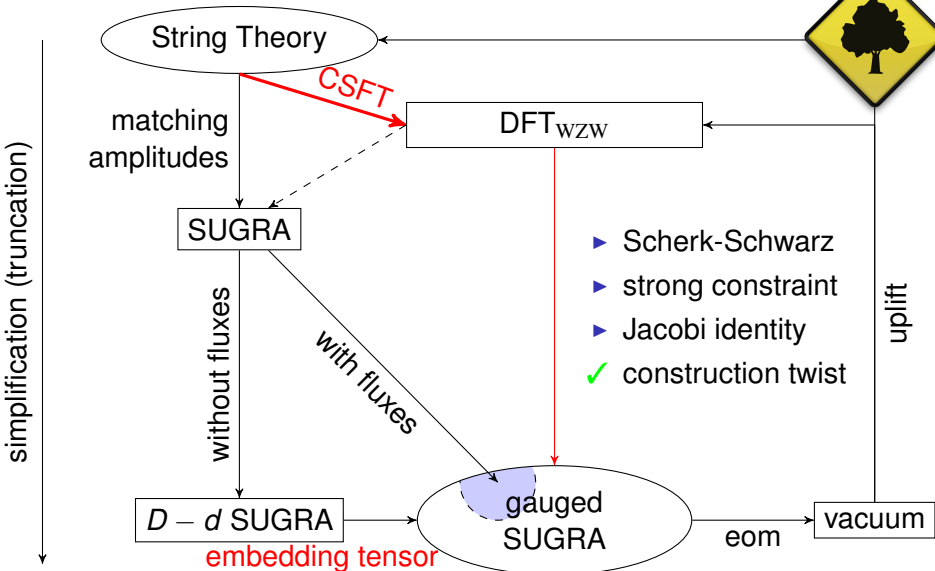 String Theory
CSFT
matching
amplitudes
DFT_WZW
SUGRA
simplification (truncation)
without fluxes
with fluxes
▶ Scherk-Schwarz
▶ strong constraint
▶ Jacobi identity
✓ construction twist
uplift
D − d SUGRA
embedding tensor
gauged
SUGRA
eom
vacuum